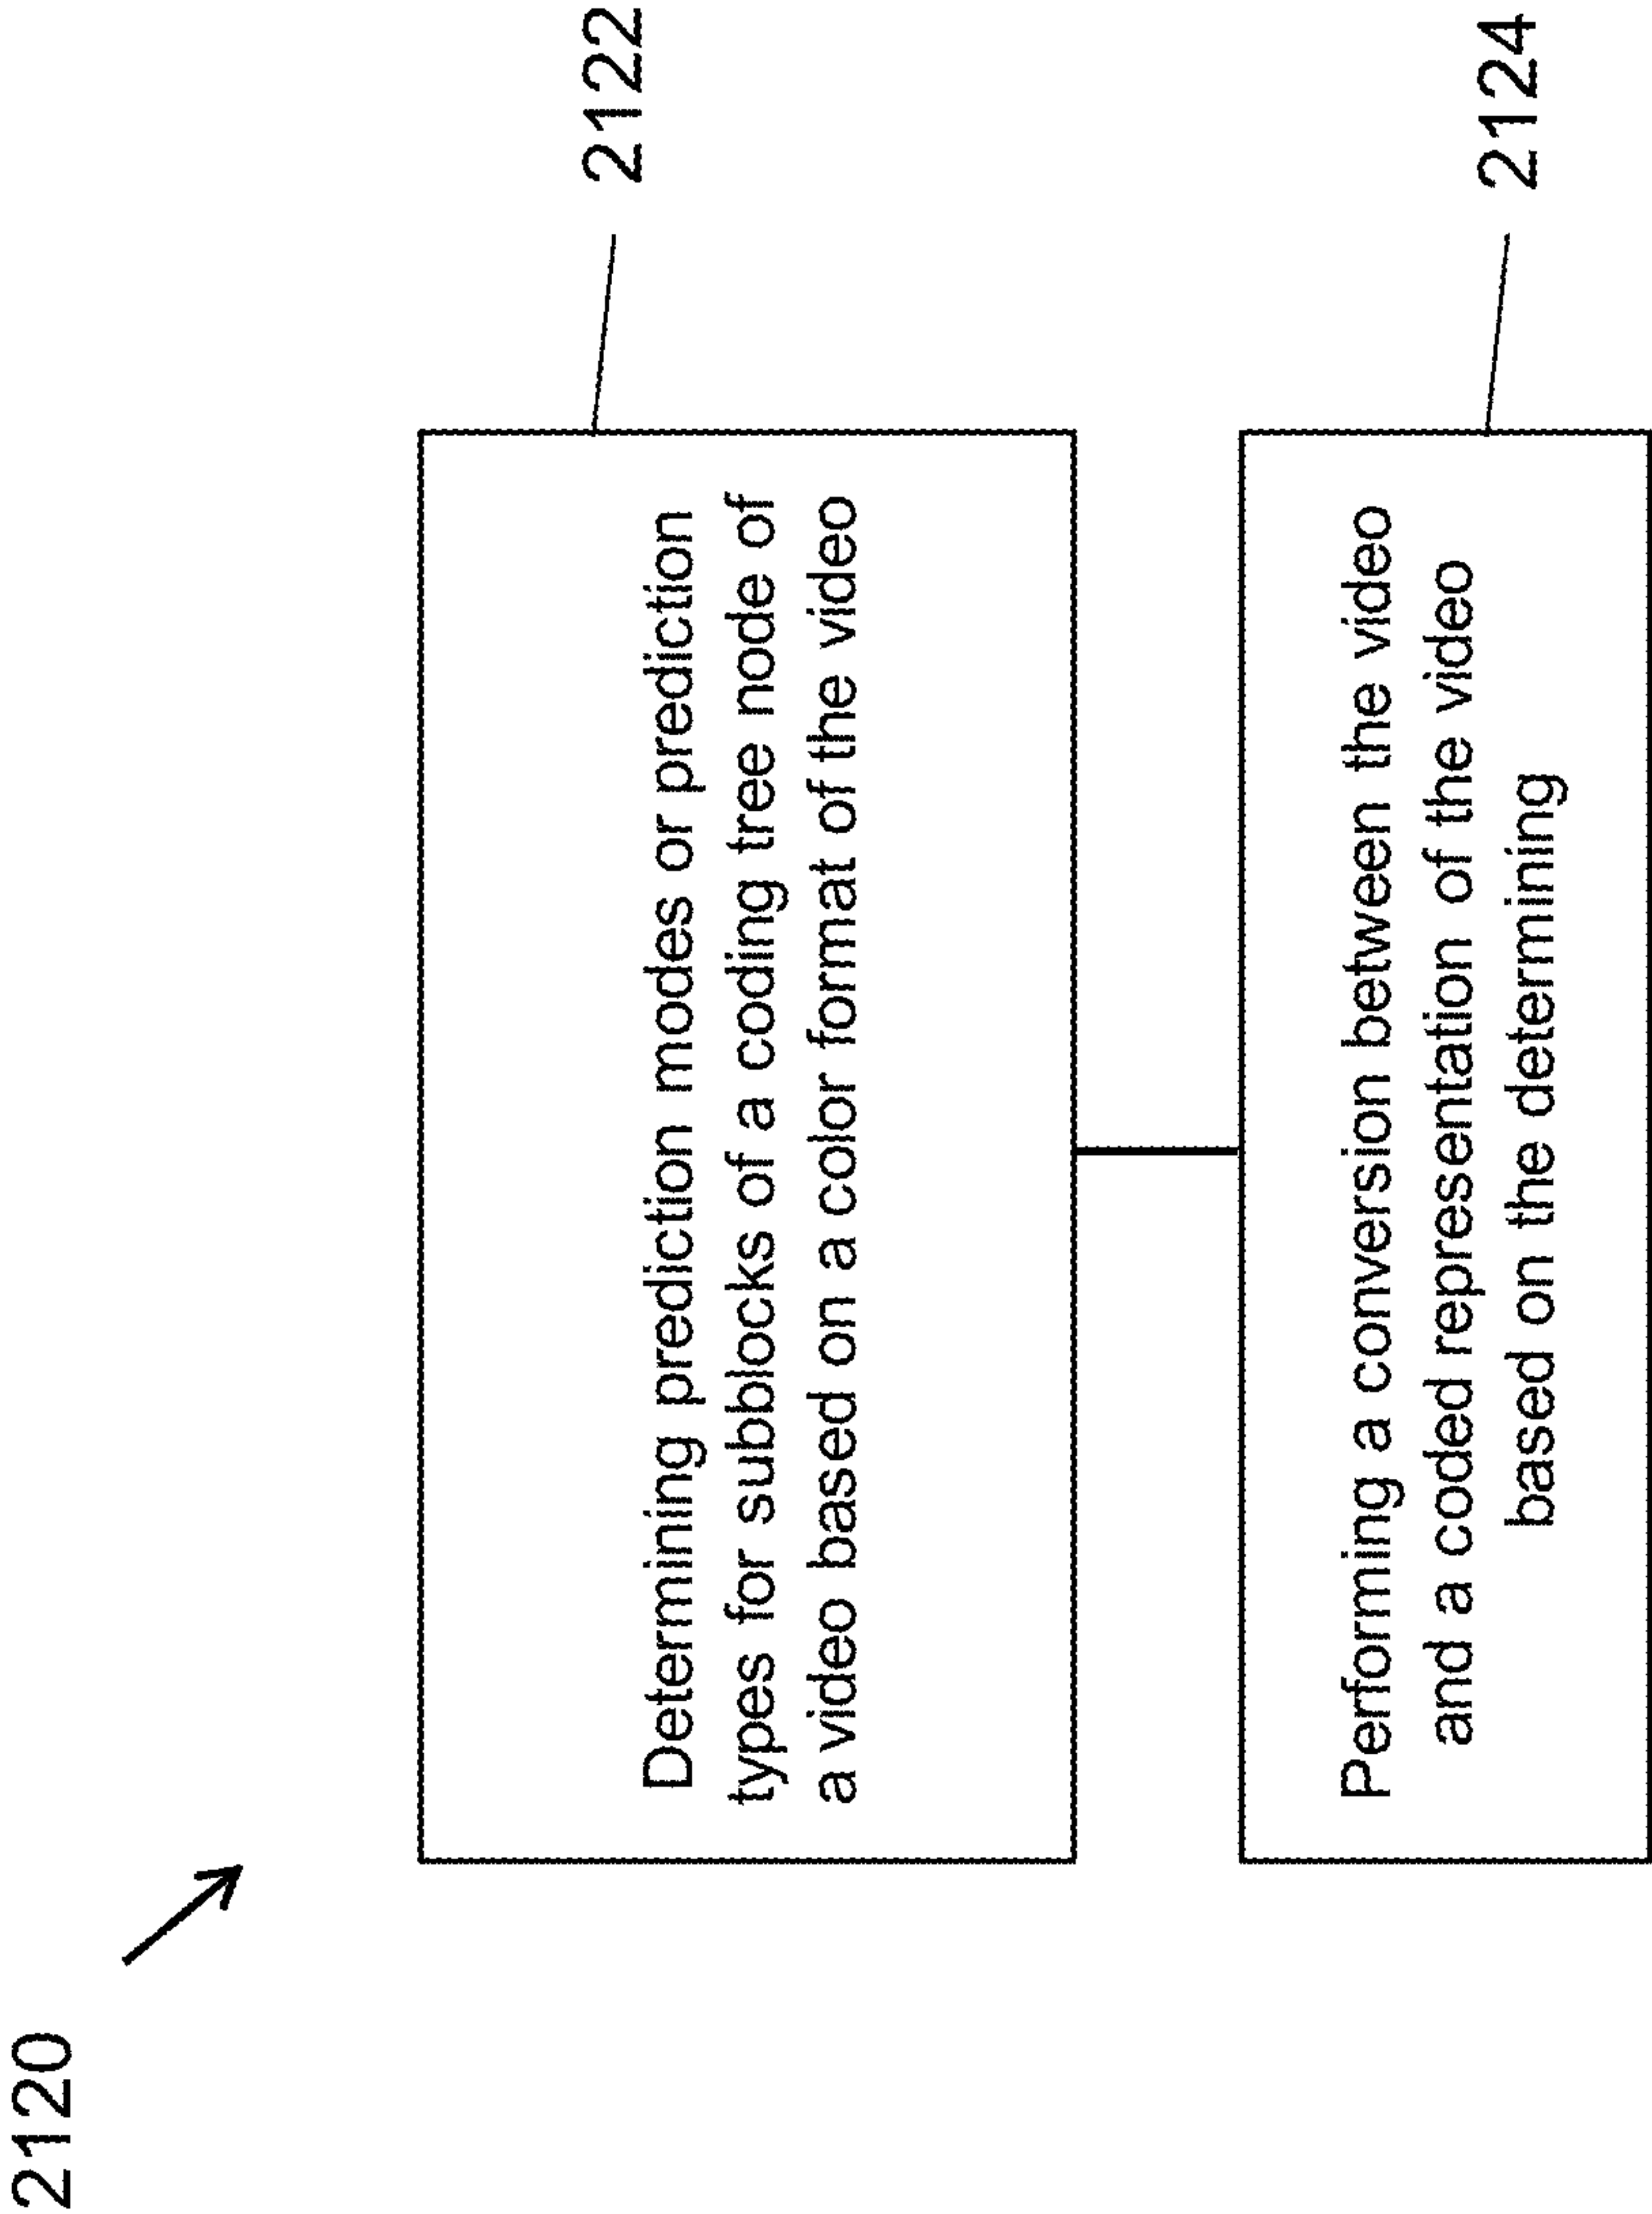 2120
Determining prediction modes or prediction
types for subblocks of a coding tree node of
a video based on a color format of the video
2122
Performing a conversion between the video
and a coded representation of the video
based on the determining
2124